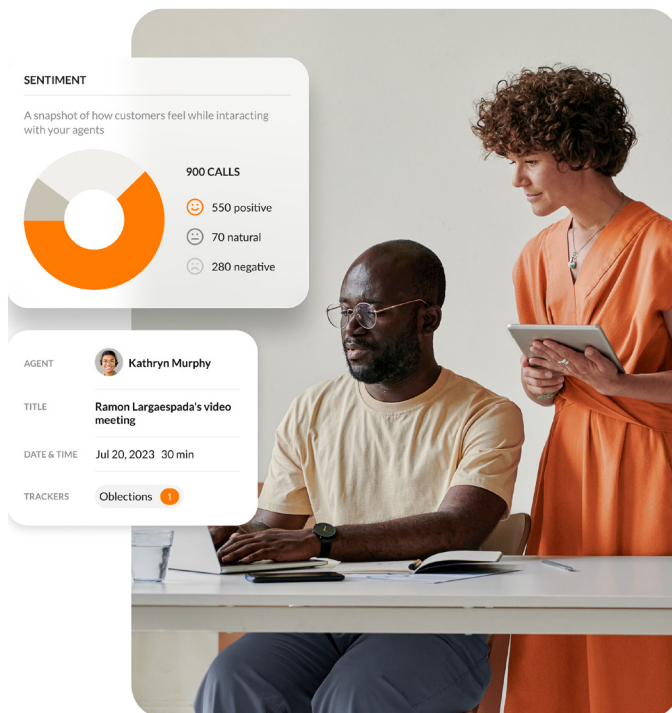 SENTIMENT
A snapshot of how customers feel while intaracting
with your agents
900 CALLS
550 positive
70 natural
280 negative
AGENT Kathryn Murphy
TITLE Ramon Largaespada's video
meeting
DATE & TIME Jul 20, 2023 30 min
TRACKERS Oblections 1